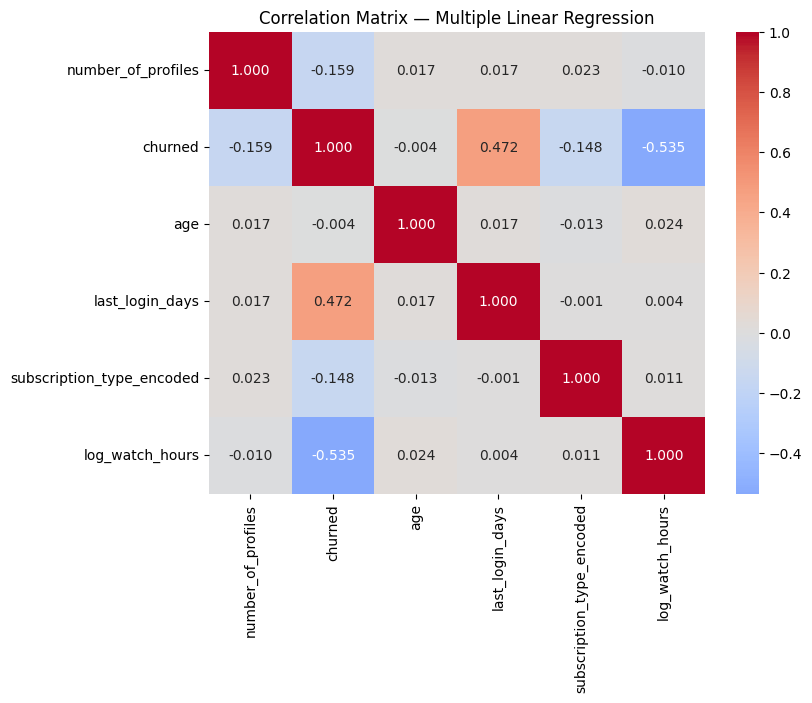 Correlation Matrix — Multiple Linear Regression
number_of_profiles 1.000 -0.159 0.017 0.017 0.023 -0.010
churned -0.159 1.000 -0.004 0.472 -0.148 -0.535
age 0.017 -0.004 1.000 0.017 -0.013 0.024
last_login_days 0.017 0.472 0.017 1.000 -0.001 0.004
subscription_type_encoded 0.023 -0.148 -0.013 -0.001 1.000 0.011
log_watch_hours -0.010 -0.535 0.024 0.004 0.011 1.000
number_of_profiles
churned
age
last_login_days
subscription_type_encoded
log_watch_hours
1.0
0.8
0.6
0.4
0.2
0.0
−0.2
−0.4